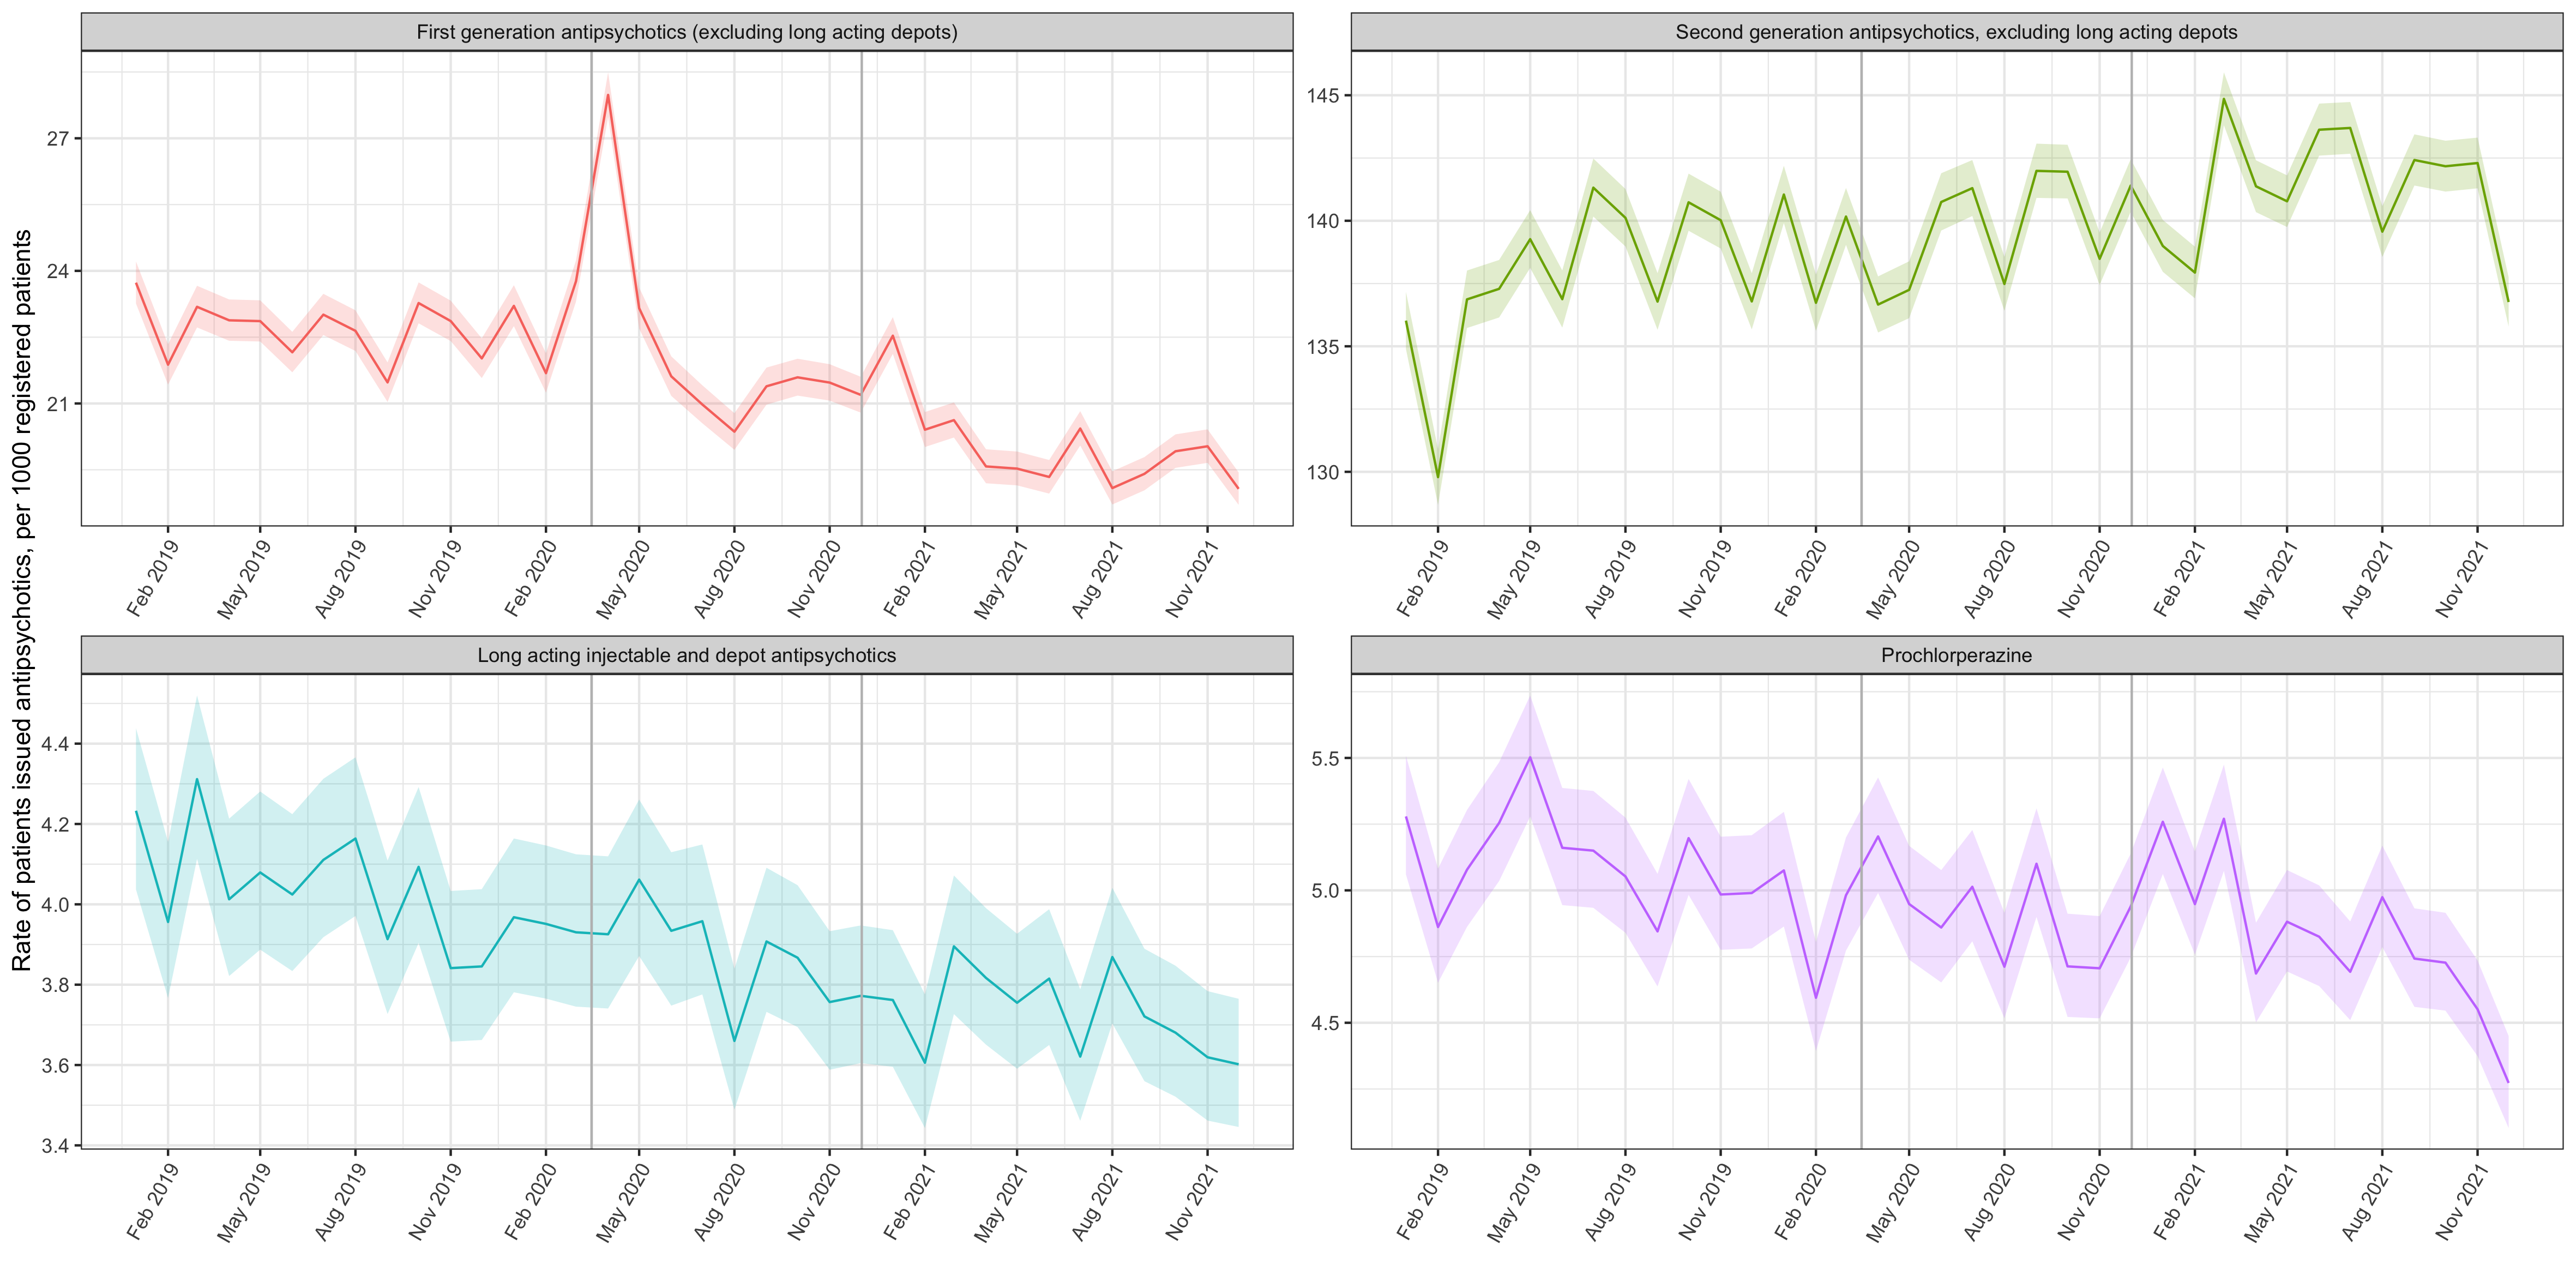 Rate of patients issued antipsychotics, per 1000 registered patients
First generation antipsychotics (excluding long acting depots)
27
24
21
Feb 2019
May 2019
Aug 2019
Nov 2019
Feb 2020
May 2020
Aug 2020
Nov 2020
Feb 2021
May 2021
Aug 2021
Nov 2021
Second generation antipsychotics, excluding long acting depots
145
140
135
130
Feb 2019
May 2019
Aug 2019
Nov 2019
Feb 2020
May 2020
Aug 2020
Nov 2020
Feb 2021
May 2021
Aug 2021
Nov 2021
Long acting injectable and depot antipsychotics
4.4
4.2
4.0
3.8
3.6
3.4
Feb 2019
May 2019
Aug 2019
Nov 2019
Feb 2020
May 2020
Aug 2020
Nov 2020
Feb 2021
May 2021
Aug 2021
Nov 2021
Prochlorperazine
5.5
5.0
4.5
Feb 2019
May 2019
Aug 2019
Nov 2019
Feb 2020
May 2020
Aug 2020
Nov 2020
Feb 2021
May 2021
Aug 2021
Nov 2021